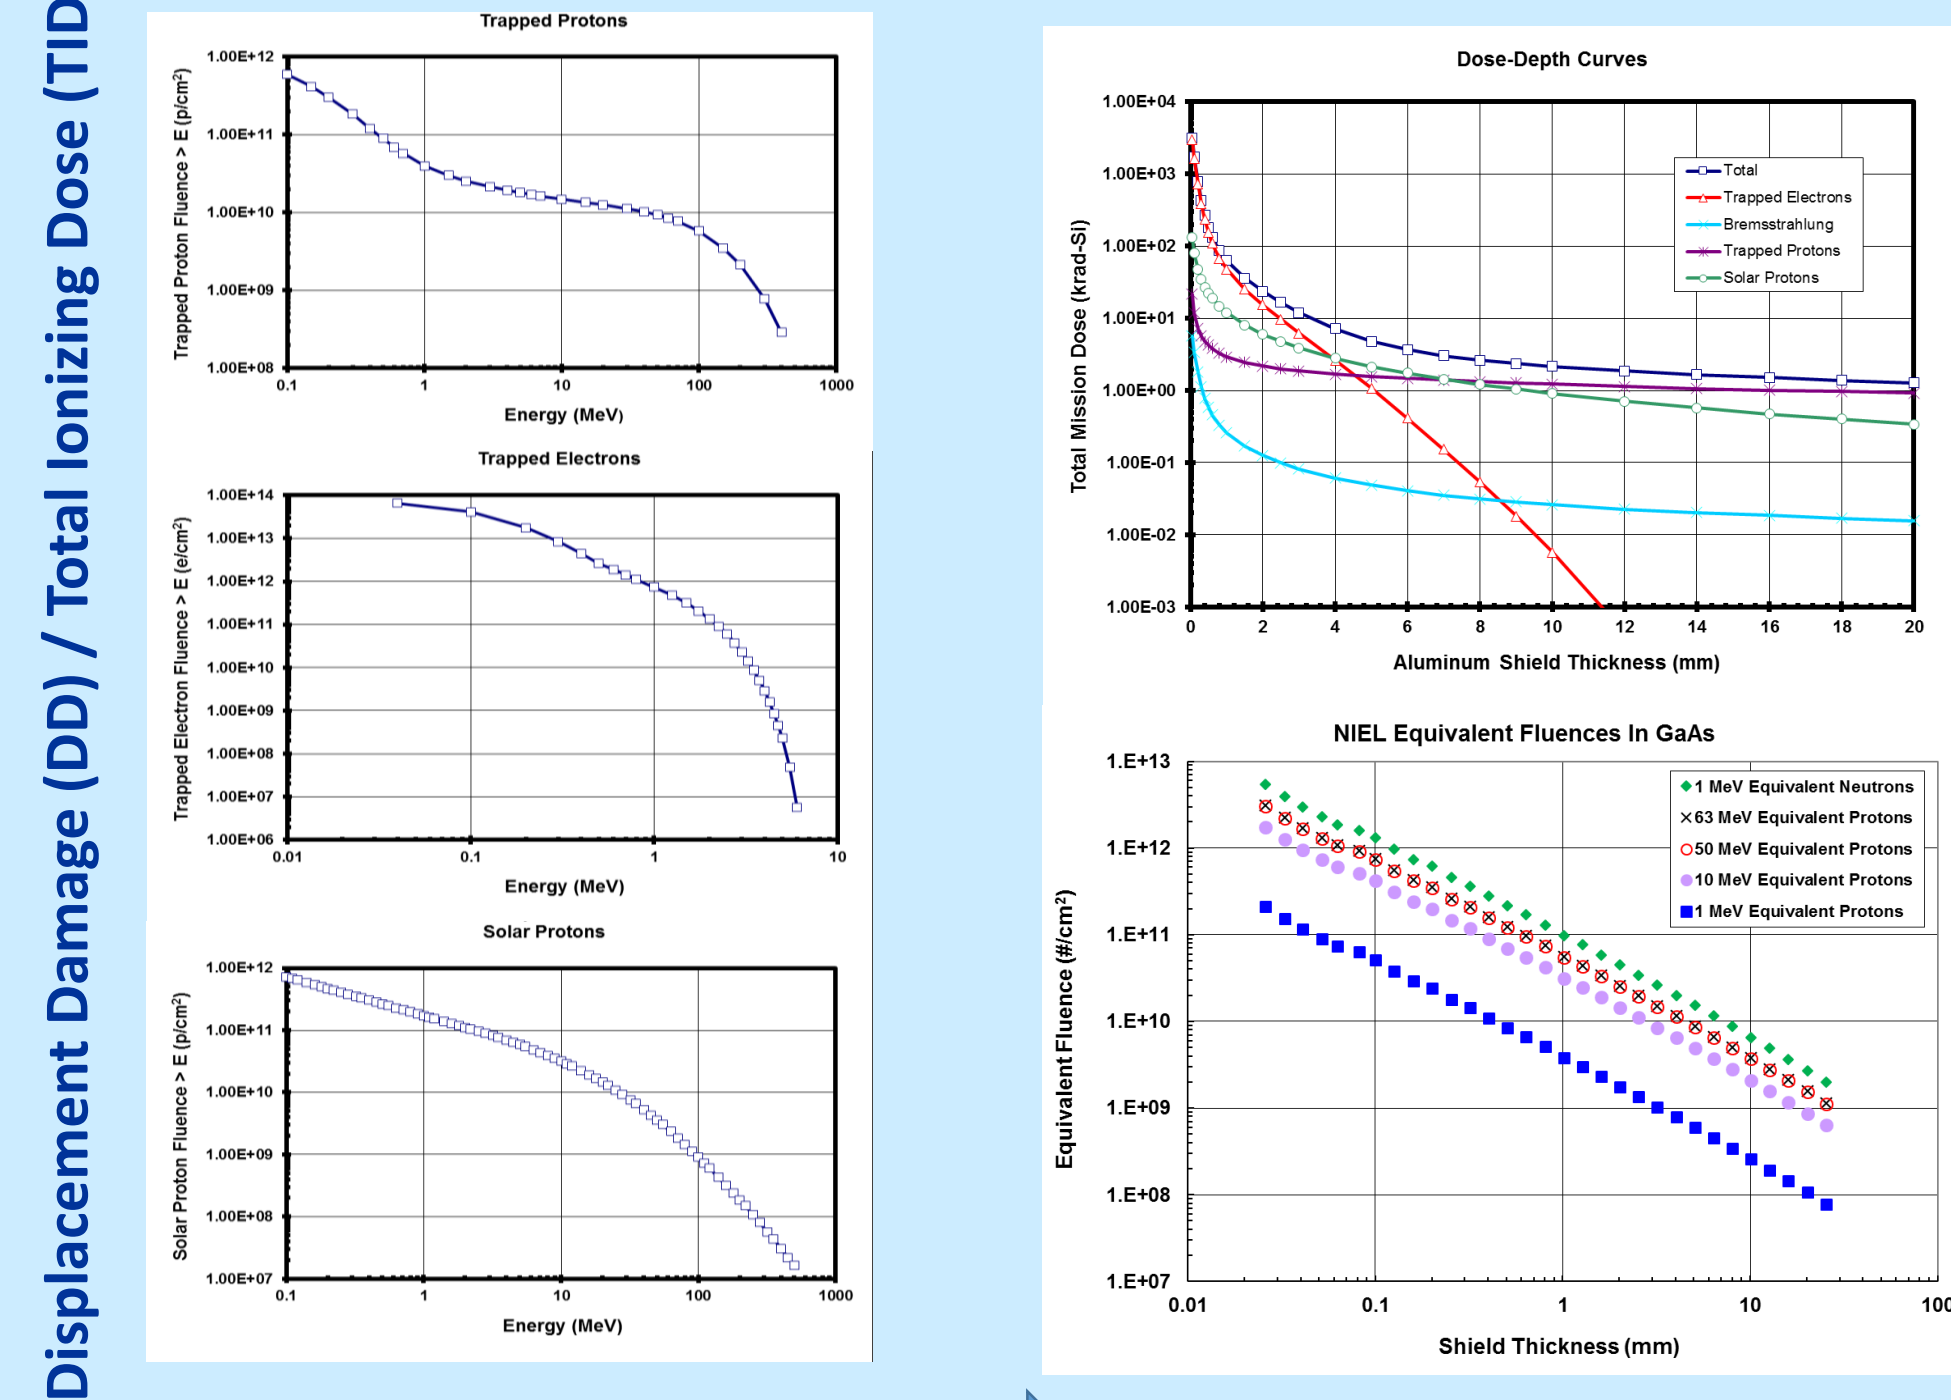 Displacement Damage (DD) / Total Ionizing Dose (TID
Trapped Protons
Trapped Proton Fluence > E (p/cm²)
1.00E+12
1.00E+11
1.00E+10
1.00E+09
1.00E+08
0.1 1 10 100 1000
Energy (MeV)
Trapped Electrons
Trapped Electron Fluence > E (e/cm²)
1.00E+14
1.00E+13
1.00E+12
1.00E+11
1.00E+10
1.00E+09
1.00E+08
1.00E+07
1.00E+06
0.01 0.1 1 10
Energy (MeV)
Solar Protons
Solar Proton Fluence > E (p/cm²)
1.00E+12
1.00E+11
1.00E+10
1.00E+09
1.00E+08
1.00E+07
0.1 1 10 100 1000
Energy (MeV)
Dose-Depth Curves
Total Mission Dose (krad-Si)
1.00E+04
1.00E+03
1.00E+02
1.00E+01
1.00E+00
1.00E-01
1.00E-02
1.00E-03
Total
Trapped Electrons
Bremsstrahlung
Trapped Protons
Solar Protons
0 2 4 6 8 10 12 14 16 18 20
Aluminum Shield Thickness (mm)
NIEL Equivalent Fluences In GaAs
Equivalent Fluence (#/cm²)
1.E+13
1.E+12
1.E+11
1.E+10
1.E+09
1.E+08
1.E+07
1 MeV Equivalent Neutrons
63 MeV Equivalent Protons
50 MeV Equivalent Protons
10 MeV Equivalent Protons
1 MeV Equivalent Protons
0.01 0.1 1 10 100
Shield Thickness (mm)